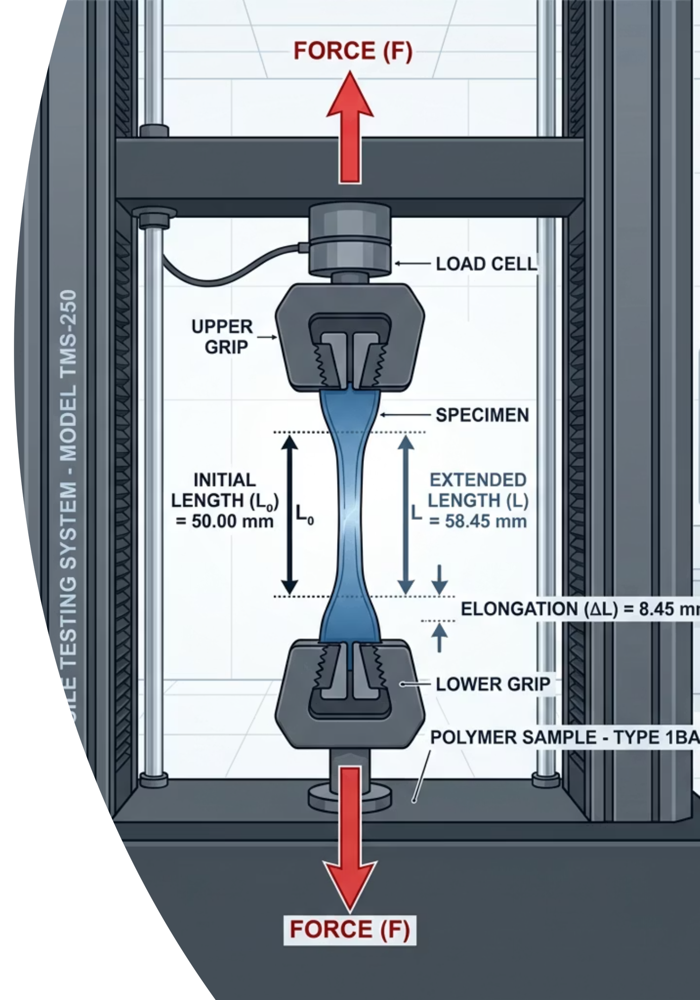 FORCE (F)
LOAD CELL
UPPER
GRIP
SPECIMEN
INITIAL
LENGTH (L₀)
= 50.00 mm
L₀
L
EXTENDED
LENGTH (L)
= 58.45 mm
ELONGATION (ΔL) = 8.45
LOWER GRIP
POLYMER SAMPLE - TYPE 1BA
FORCE (F)
TESTING SYSTEM - MODEL TMS-250